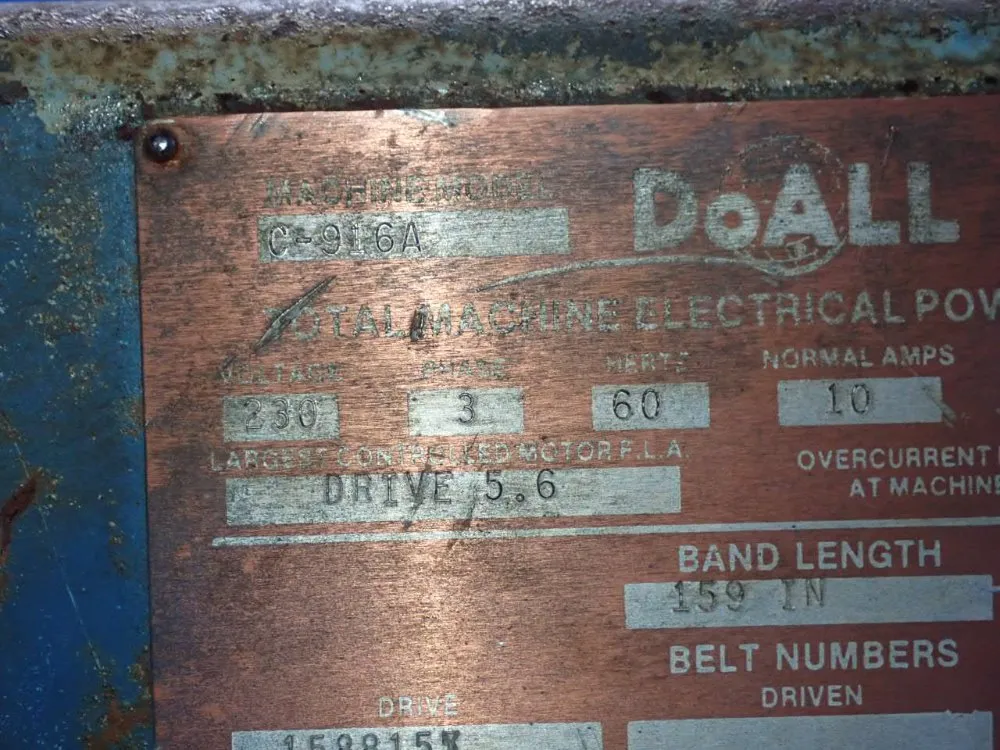 MACHINE MODEL
C-916A
DoALL
TOTAL MACHINE ELECTRICAL POW
VOLTAGE PHASE HERTZ NORMAL AMPS
230 3 60 10
LARGEST CONTROLLED MOTOR F.L.A.
DRIVE 5.6
OVERCURRENT
AT MACHINE
BAND LENGTH
159 IN
BELT NUMBERS
DRIVE DRIVEN